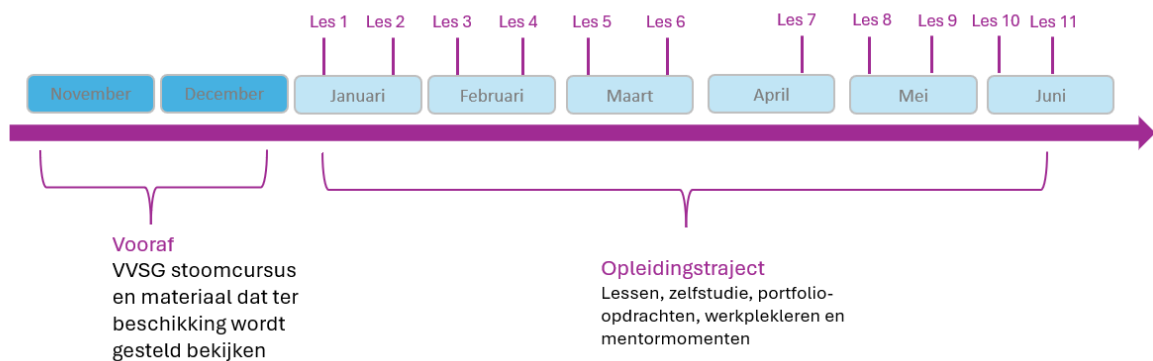 Les 1 Les 2 Les 3 Les 4 Les 5 Les 6 Les 7 Les 8 Les 9 Les 10 Les 11
November December Januari Februari Maart April Mei Juni
Vooraf
VVSG stoomcursus
en materiaal dat ter
beschikking wordt
gesteld bekijken
Opleidingstraject
Lessen, zelfstudie, portfolio-
opdrachten, werkplekleren en
mentormomenten